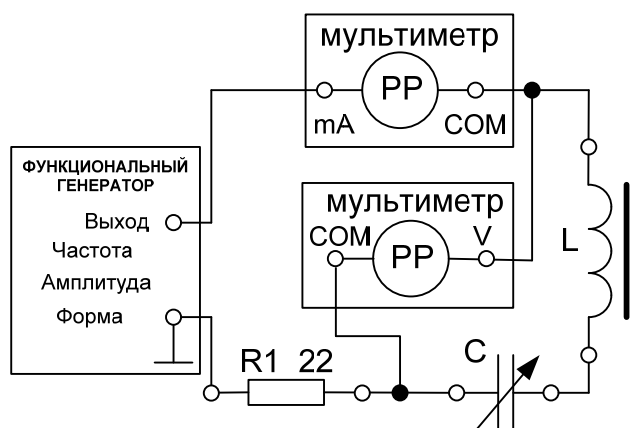 мультиметр
PP
mA
COM
ФУНКЦИОНАЛЬНЫЙ
ГЕНЕРАТОР
Выход
Частота
Амплитуда
Форма
мультиметр
COM
V
PP
L
R1 22
C